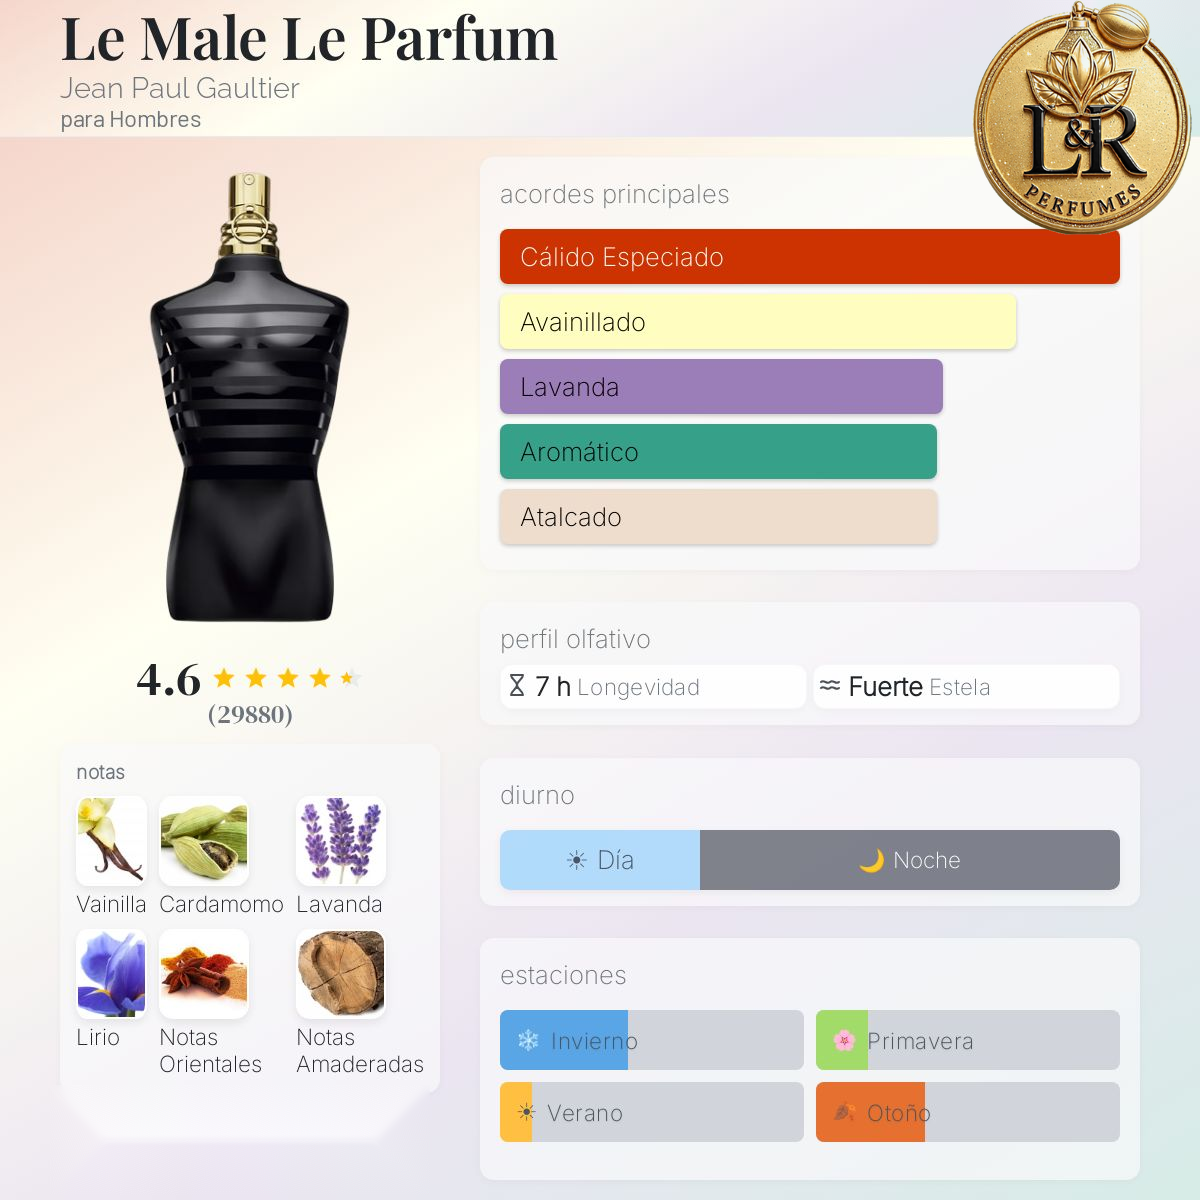 Le Male Le Parfum
Jean Paul Gaultier
para Hombres
L&R
PERFUMES
acordes principales
Cálido Especiado
Avainillado
Lavanda
Aromático
Atalcado
4.6
(29880)
notas
Vainilla
Cardamomo
Lavanda
Lirio
Notas
Orientales
Notas
Amaderadas
perfil olfativo
7 h Longevidad
Fuerte Estela
diurno
Día
Noche
estaciones
Invierno
Primavera
Verano
Otoño